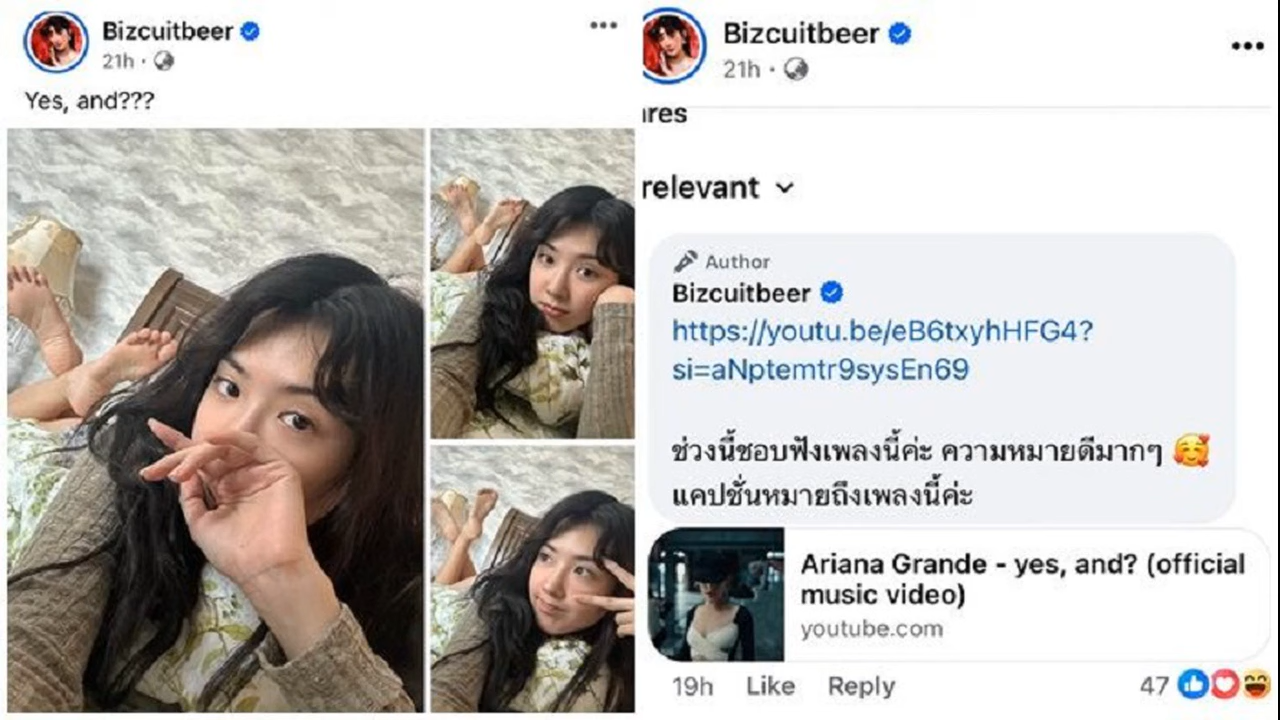 Bizcuitbeer
21h
Yes, and???
Bizcuitbeer
21h
ires
relevant
Author
Bizcuitbeer
https://youtu.be/eB6txyhHFG4?
si=aNptemtr9sysEn69
ช่วงนี้ชอบฟังเพลงนี้ค่ะ ความหมายดีมากๆ 🥰
แคปชั่นหมายถึงเพลงนี้ค่ะ
Ariana Grande - yes, and? (official
music video)
youtube.com
19h Like Reply 47